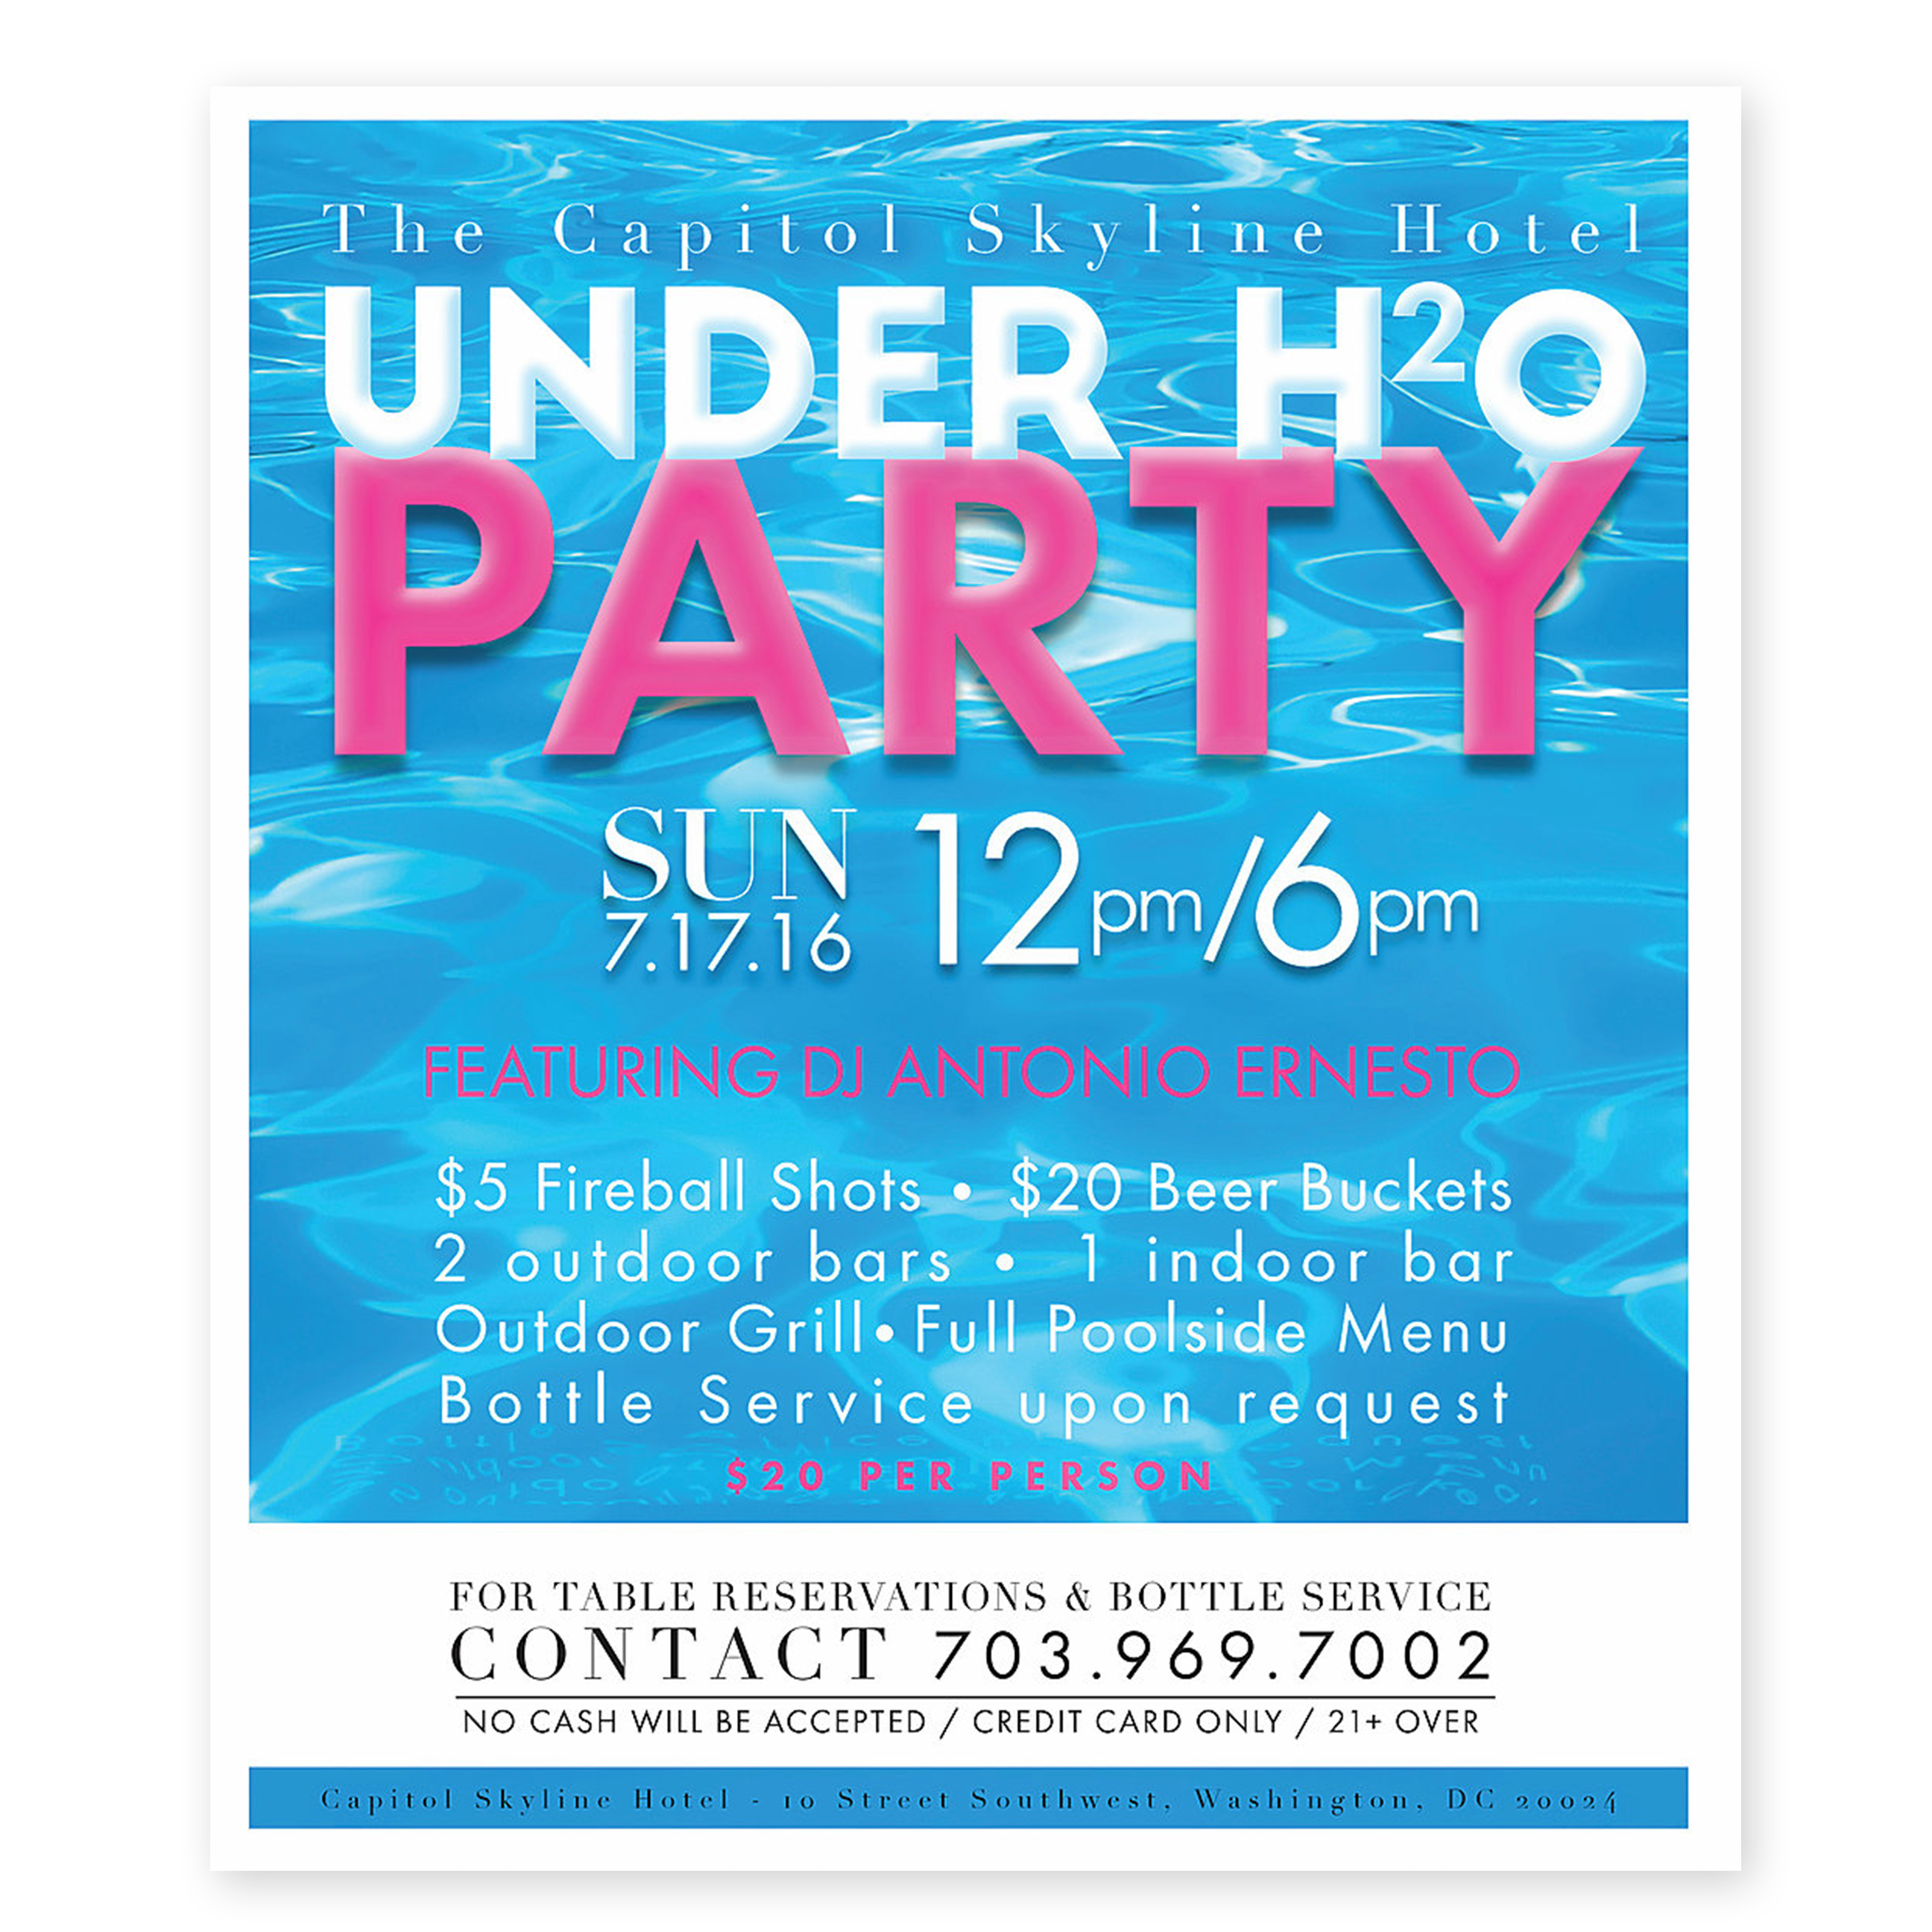 The Capitol Skyline Hotel
UNDER H²O
PARTY
SUN 12pm/6pm
7.17.16
FEATURING DJ ANTONIO ERNESTO
$5 Fireball Shots • $20 Beer Buckets
2 outdoor bars • 1 indoor bar
Outdoor Grill • Full Poolside Menu
Bottle Service upon request
$20 PER PERSON
FOR TABLE RESERVATIONS & BOTTLE SERVICE
CONTACT 703.969.7002
NO CASH WILL BE ACCEPTED / CREDIT CARD ONLY / 21+ OVER
Capitol Skyline Hotel - 10 Street Southwest, Washington, DC 20024